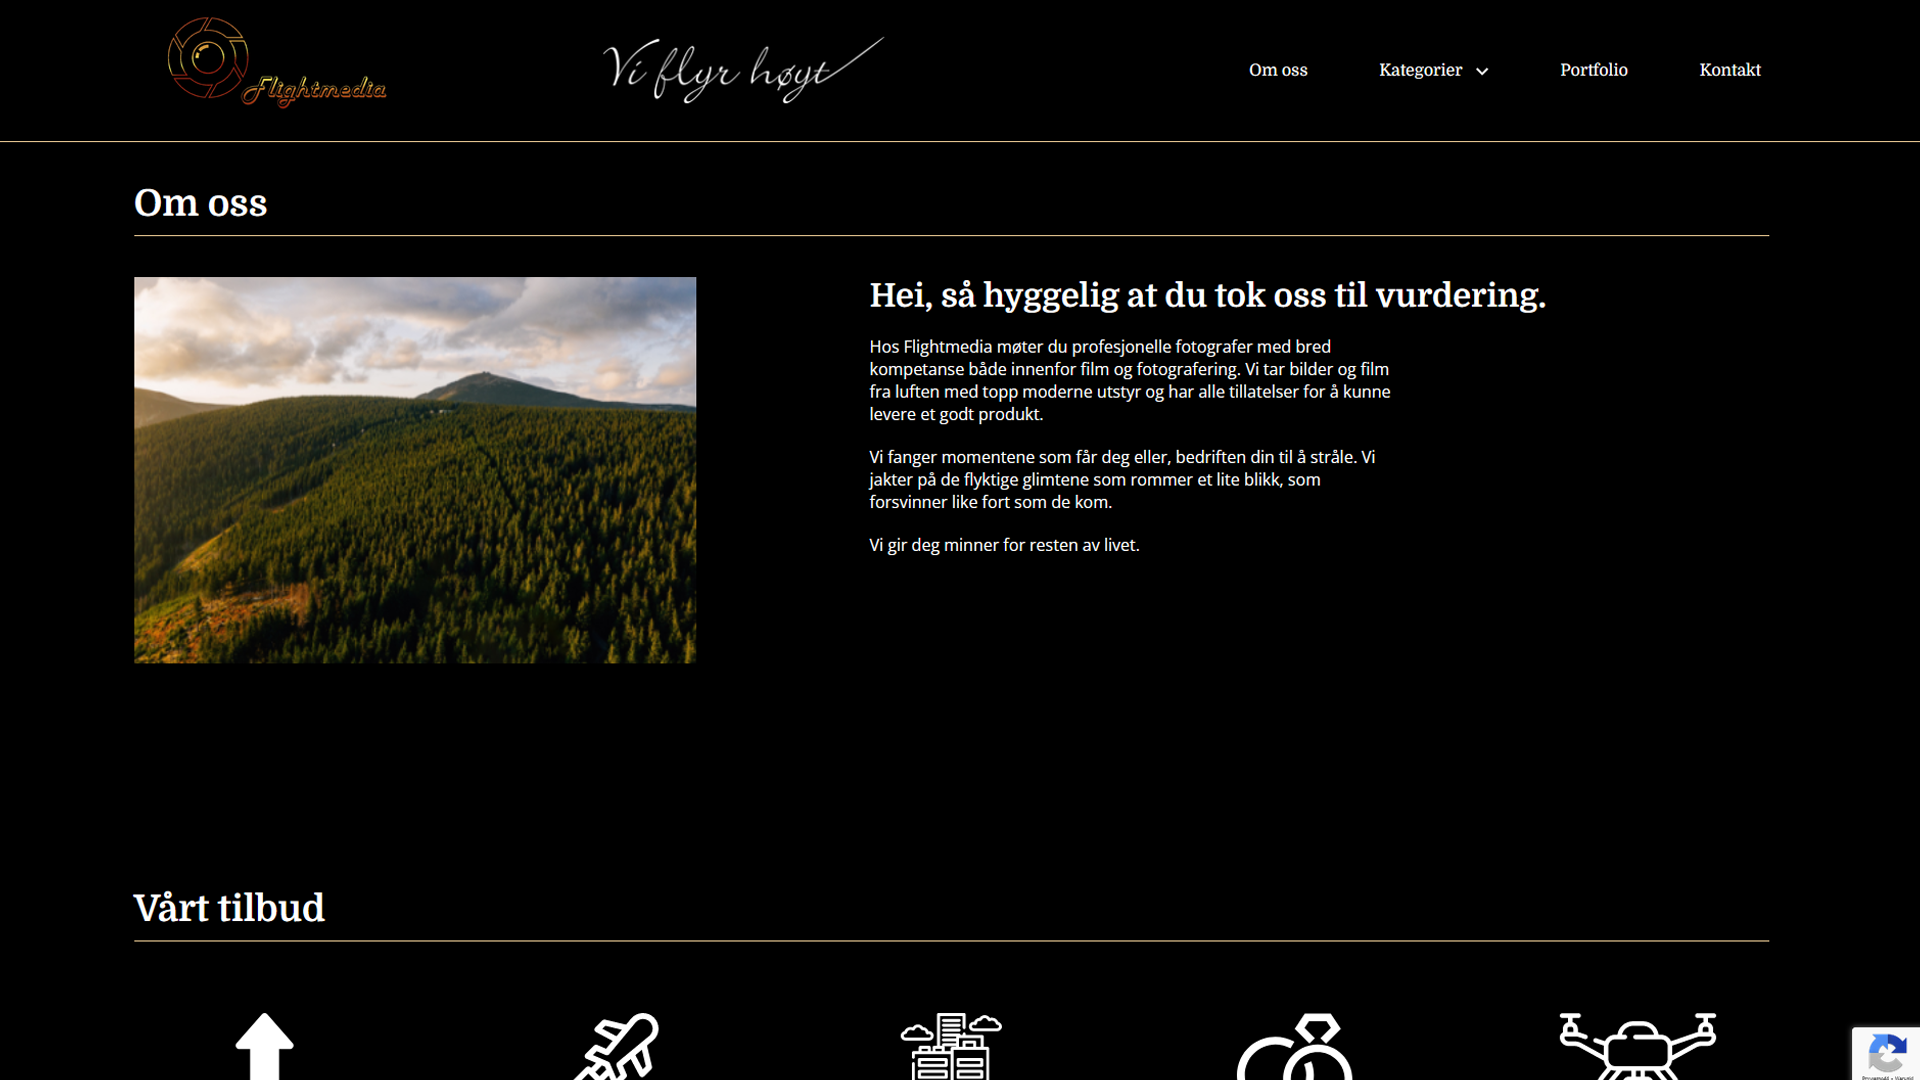 Flightmedia
Vi flyr høyt
Om oss
Kategorier
Portfolio
Kontakt
Om oss
Hei, så hyggelig at du tok oss til vurdering.
Hos Flightmedia møter du profesjonelle fotografer med bred
kompetanse både innenfor film og fotografering. Vi tar bilder og film
fra luften med topp moderne utstyr og har alle tillatelser for å kunne
levere et godt produkt.
Vi fanger momentene som får deg eller, bedriften din til å stråle. Vi
jakter på de flyktige glimtene som rommer et lite blikk, som
forsvinner like fort som de kom.
Vi gir deg minner for resten av livet.
Vårt tilbud